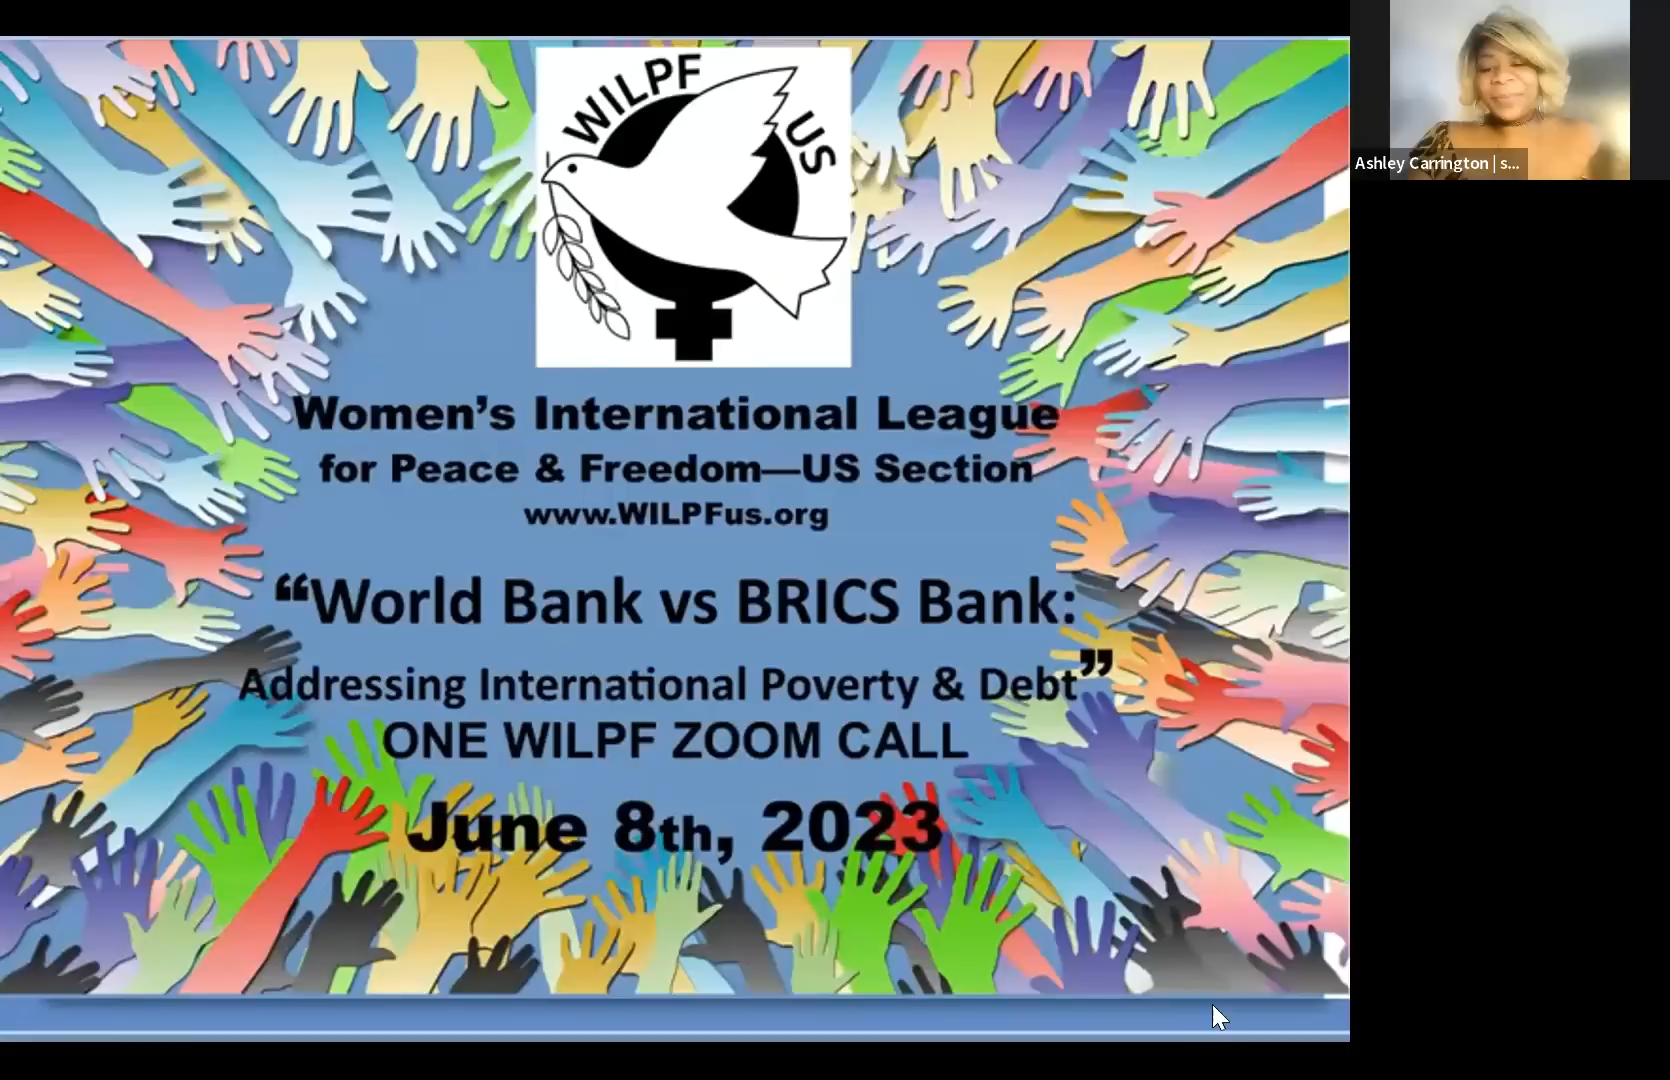 WILPF US
Women's International League
for Peace & Freedom—US Section
www.WILPFus.org
“World Bank vs BRICS Bank:
Addressing International Poverty & Debt”
ONE WILPF ZOOM CALL
June 8th, 2023
Ashley Carrington | s...